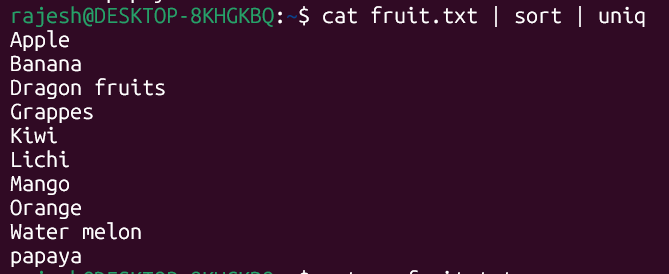 rajesh@DESKTOP-8KHGKBQ:~$ cat fruit.txt | sort | uniq
Apple
Banana
Dragon fruits
Grappes
Kiwi
Lichi
Mango
Orange
Water melon
papaya